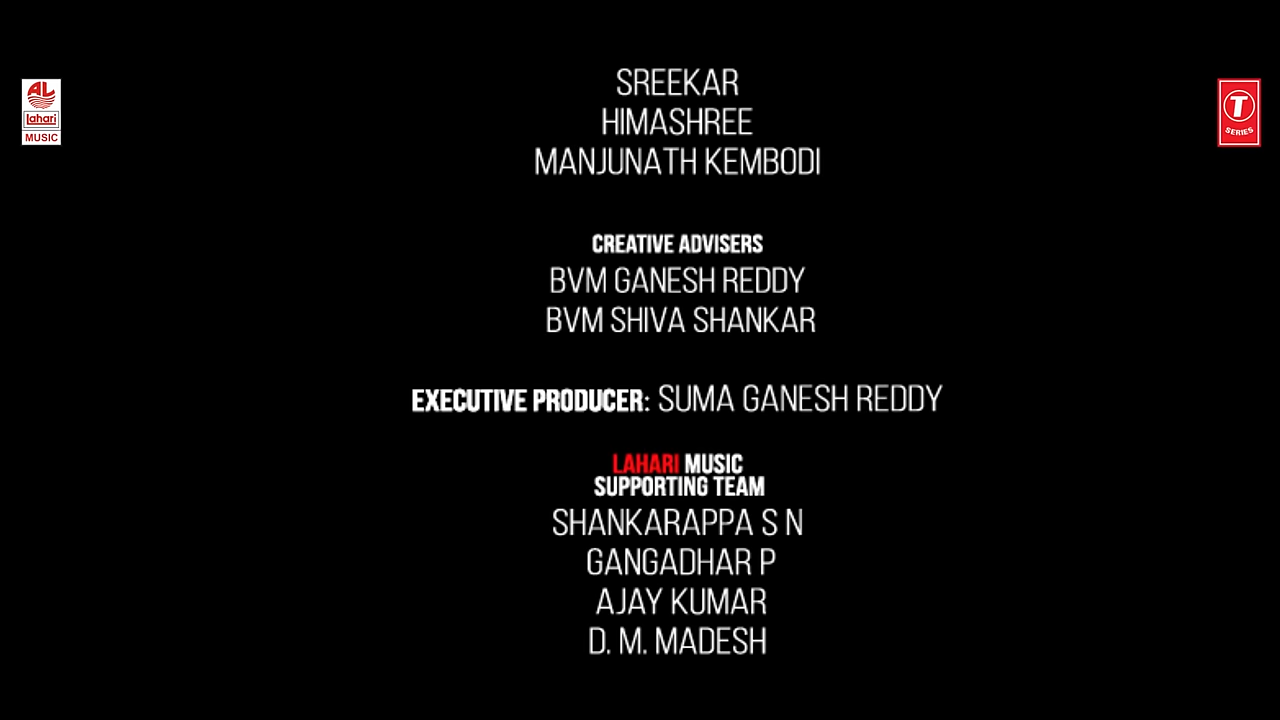 SREEKAR
HIMASHREE
MANJUNATH KEMBODI
AL
lahari
MUSIC
T
SERIES
CREATIVE ADVISERS
BVM GANESH REDDY
BVM SHIVA SHANKAR
EXECUTIVE PRODUCER: SUMA GANESH REDDY
LAHARI MUSIC
SUPPORTING TEAM
SHANKARAPPA S N
GANGADHAR P
AJAY KUMAR
D. M. MADESH